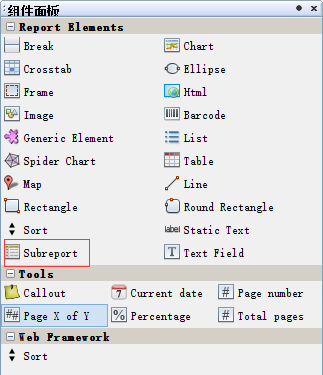 组件面板
Report Elements
Break Chart
Crosstab Ellipse
Frame Html
Image Barcode
Generic Element List
Spider Chart Table
Map Line
Rectangle Round Rectangle
Sort label Static Text
Subreport T Text Field
Tools
Callout 7 Current date # Page number
## Page X of Y % Percentage # Total pages
Web Framework
Sort